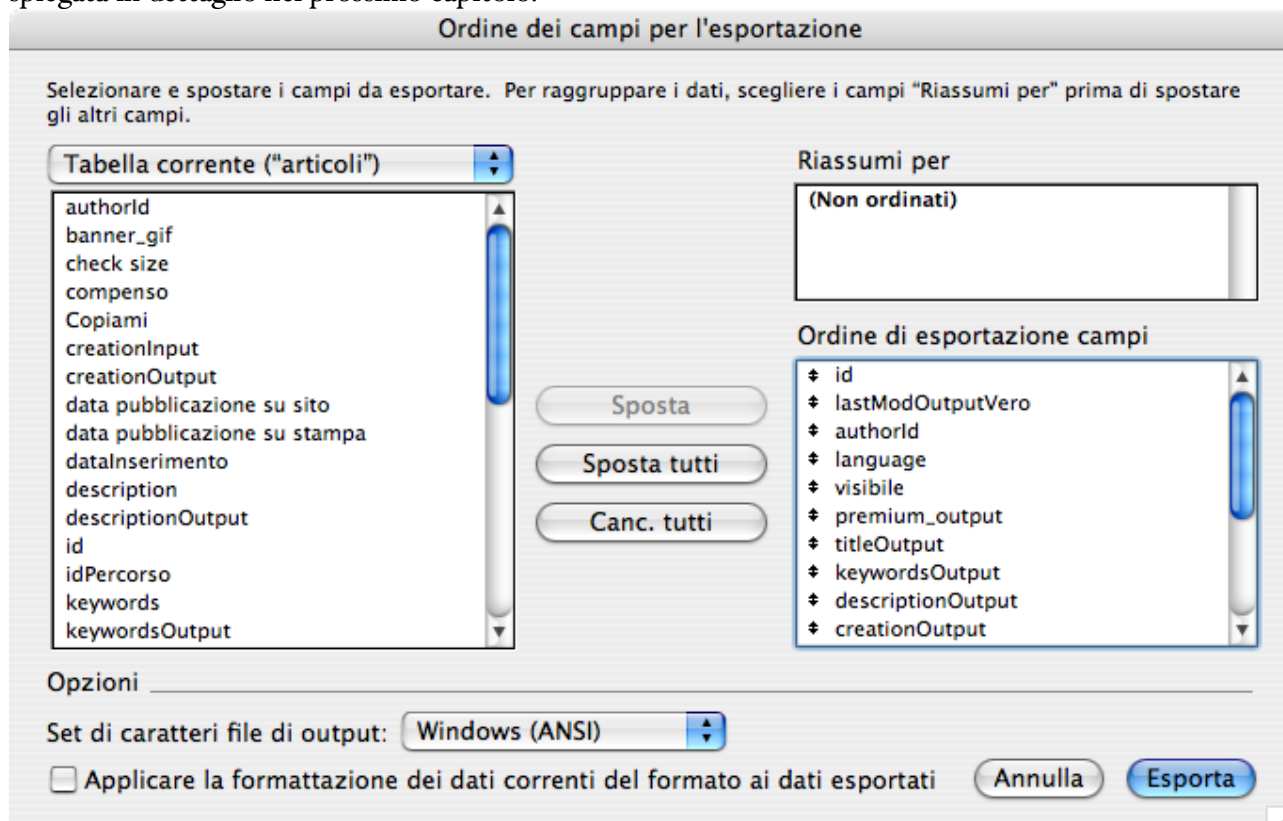 Ordine dei campi per l'esportazione
Selezionare e spostare i campi da esportare. Per raggruppare i dati, scegliere i campi “Riassumi per” prima di spostare
gli altri campi.
Tabella corrente (“articoli”)
authorId
banner_gif
check size
compenso
Copiami
creationInput
creationOutput
data pubblicazione su sito
data pubblicazione su stampa
dataInserimento
description
descriptionOutput
id
idPercorso
keywords
keywordsOutput
Sposta
Sposta tutti
Canc. tutti
Riassumi per
(Non ordinati)
Ordine di esportazione campi
id
lastModOutputVero
authorId
language
visibile
premium_output
titleOutput
keywordsOutput
descriptionOutput
creationOutput
Opzioni
Set di caratteri file di output: Windows (ANSI)
Applicare la formattazione dei dati correnti del formato ai dati esportati
Annulla
Esporta